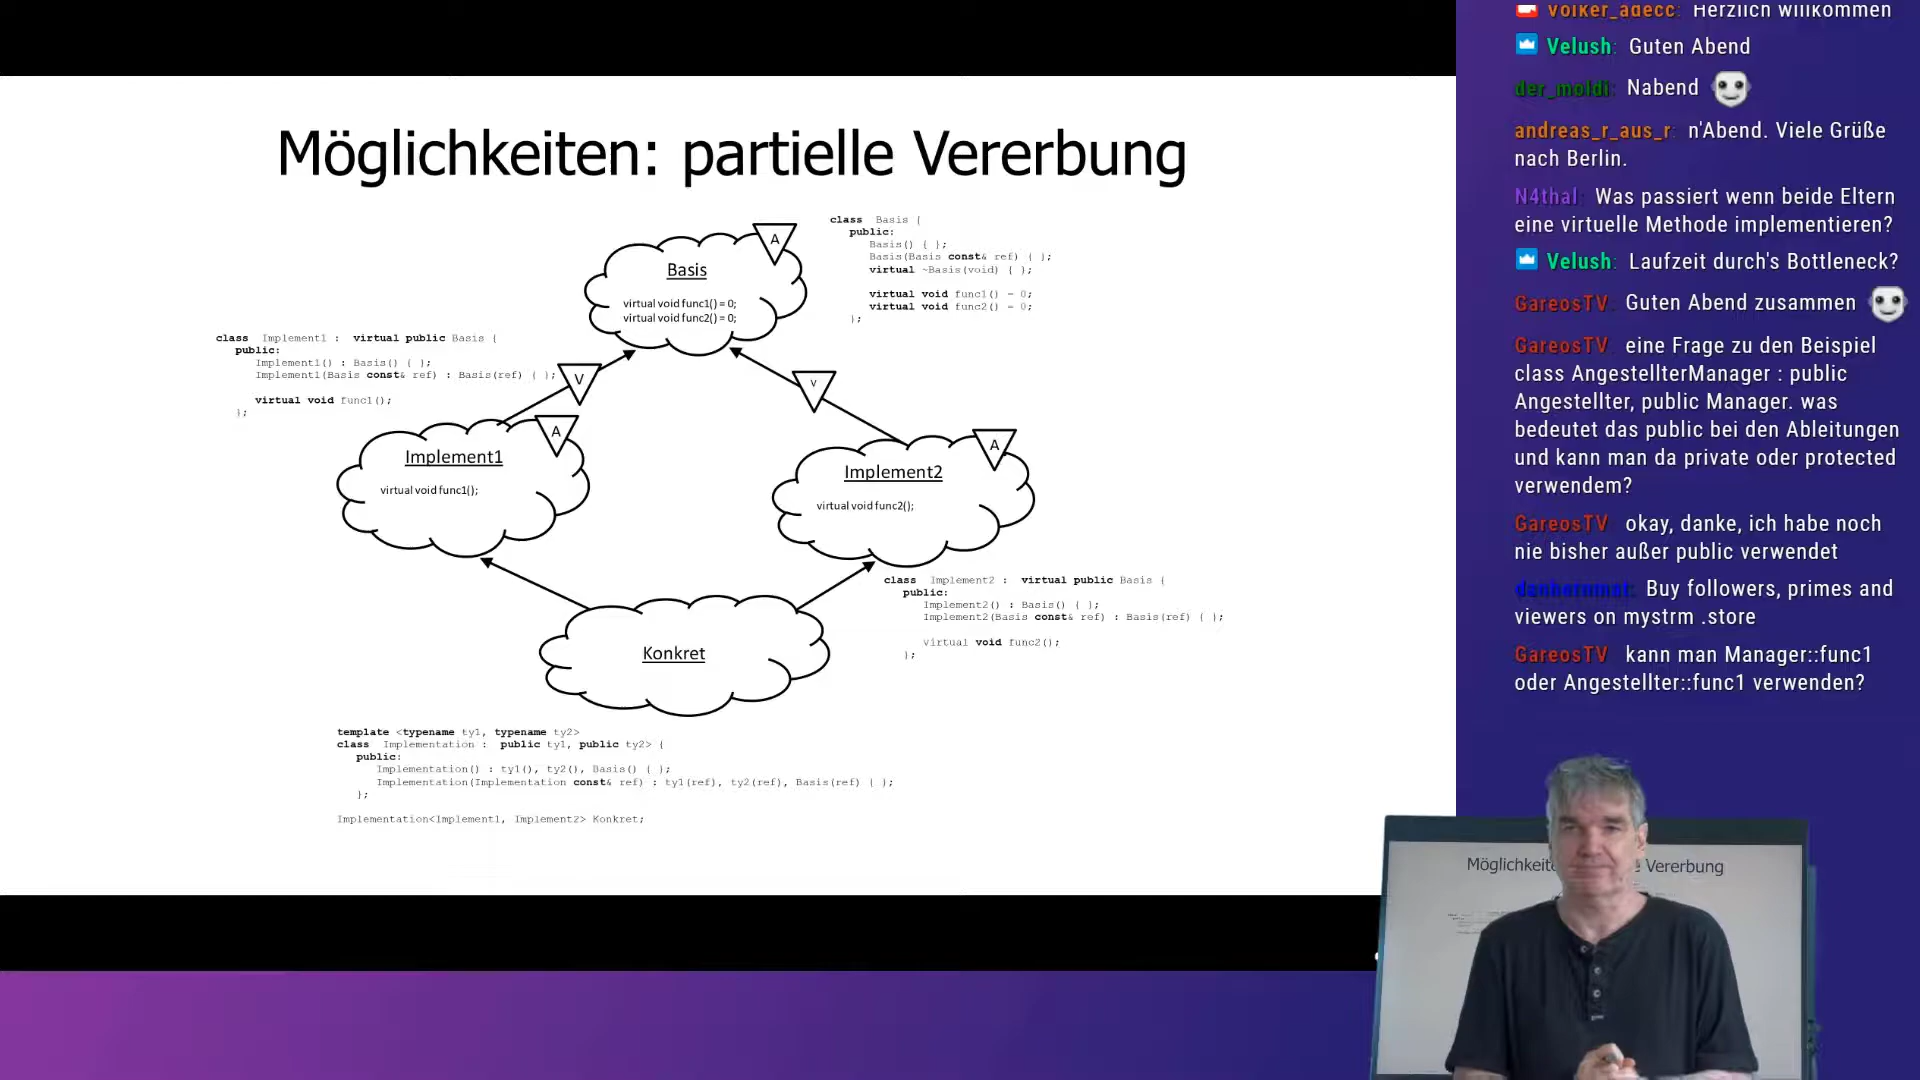 Möglichkeiten: partielle Vererbung
class Basis {
public:
Basis() { };
Basis(Basis const& ref) { };
virtual ~Basis(void) { };
virtual void func1() = 0;
virtual void func2() = 0;
};
A
Basis
virtual void func1() = 0;
virtual void func2() = 0;
class Implement1 : virtual public Basis {
public:
Implement1() : Basis() { };
Implement1(Basis const& ref) : Basis(ref) { };
virtual void func1();
};
V
V
A
Implement1
virtual void func1();
A
Implement2
virtual void func2();
class Implement2 : virtual public Basis {
public:
Implement2() : Basis() { };
Implement2(Basis const& ref) : Basis(ref) { };
virtual void func2();
};
Konkret
template <typename ty1, typename ty2>
class Implementation : public ty1, public ty2> {
public:
Implementation() : ty1(), ty2(), Basis() { };
Implementation(Implementation const& ref) : ty1(ref), ty2(ref), Basis(ref) { };
};
Implementation<Implement1, Implement2> Konkret;
volker_adecc: Herzlich willkommen
Velush: Guten Abend
der_moldi: Nabend
andreas_r_aus_r: n'Abend. Viele Grüße
nach Berlin.
N4thal: Was passiert wenn beide Eltern
eine virtuelle Methode implementieren?
Velush: Laufzeit durch's Bottleneck?
GareosTV: Guten Abend zusammen
GareosTV: eine Frage zu den Beispiel
class AngestellterManager : public
Angestellter, public Manager. was
bedeutet das public bei den Ableitungen
und kann man da private oder protected
verwendem?
GareosTV: okay, danke, ich habe noch
nie bisher außer public verwendet
Buy followers, primes and
viewers on mystrm .store
GareosTV: kann man Manager::func1
oder Angestellter::func1 verwenden?
Vererbung